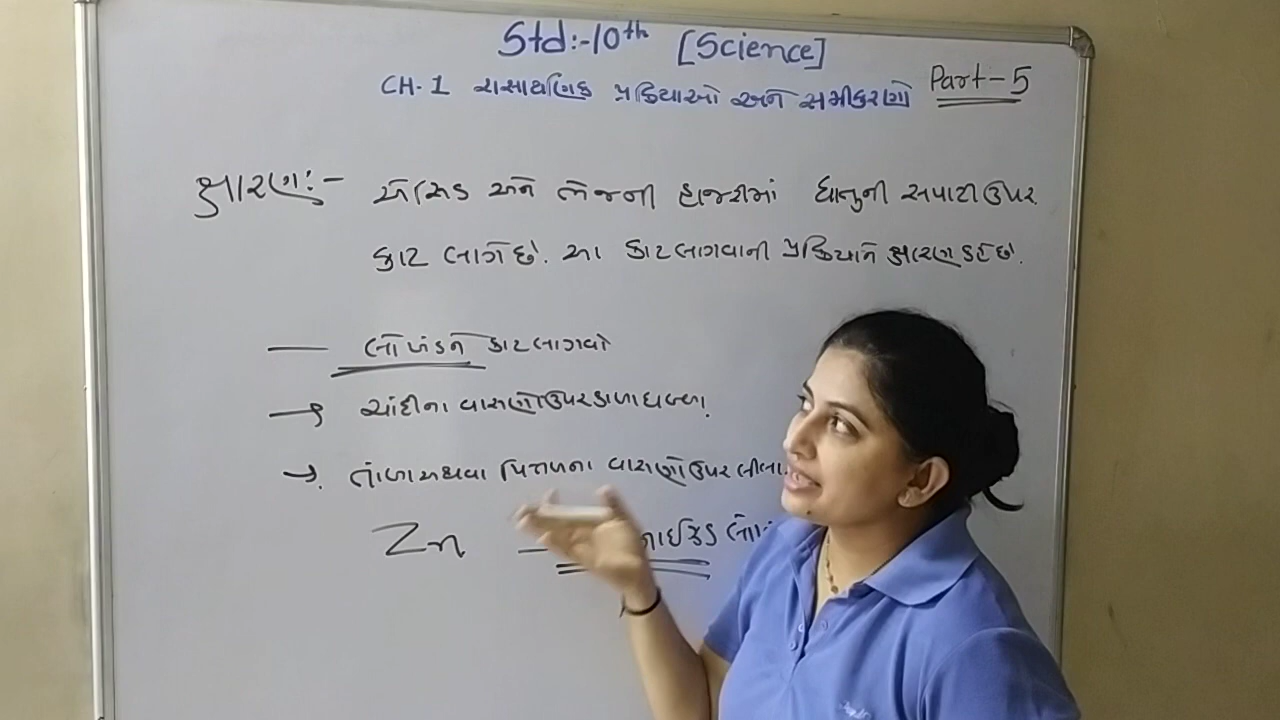 Std:-10th [Science]
CH-1 રાસાયણિક પ્રક્રિયાઓ અને સમીકરણો Part-5
ક્ષારણ:- એસિડ અને ભેજની હાજરીમાં ધાતુની સપાટી ઉપર
કાટ લાગે છે. આ કાટ લાગવાની પ્રક્રિયાને ક્ષારણ કહે છે.
— લોખંડને કાટ લાગવો
→ ચાંદીના વાસણો ઉપર કાળા ધબ્બા.
→. તાંબા અથવા પિત્તળના વાસણો ઉપર લીલા
Zn —